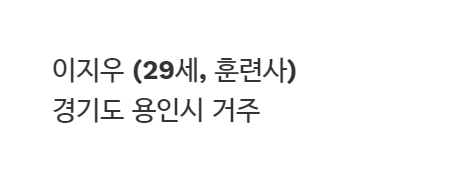 이지우 (29세, 훈련사)
경기도 용인시 거주